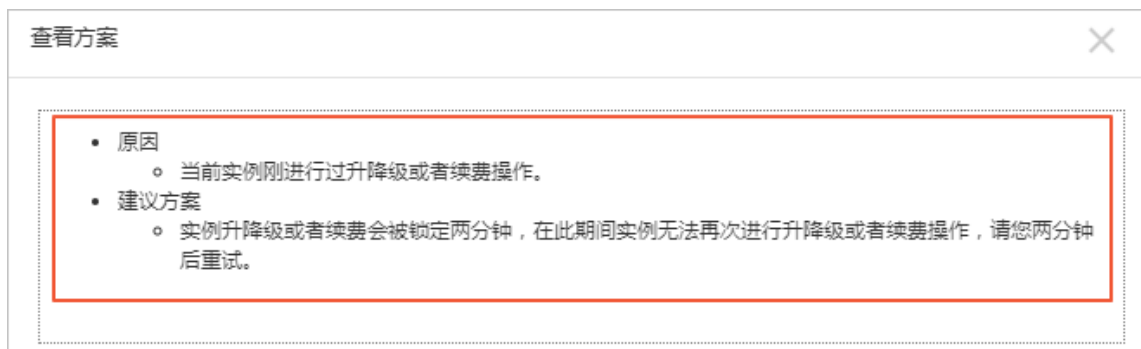 查看方案
原因
当前实例刚进行过升降级或者续费操作。
建议方案
实例升降级或者续费会被锁定两分钟，在此期间实例无法再次进行升降级或者续费操作，请您两分钟
后重试。